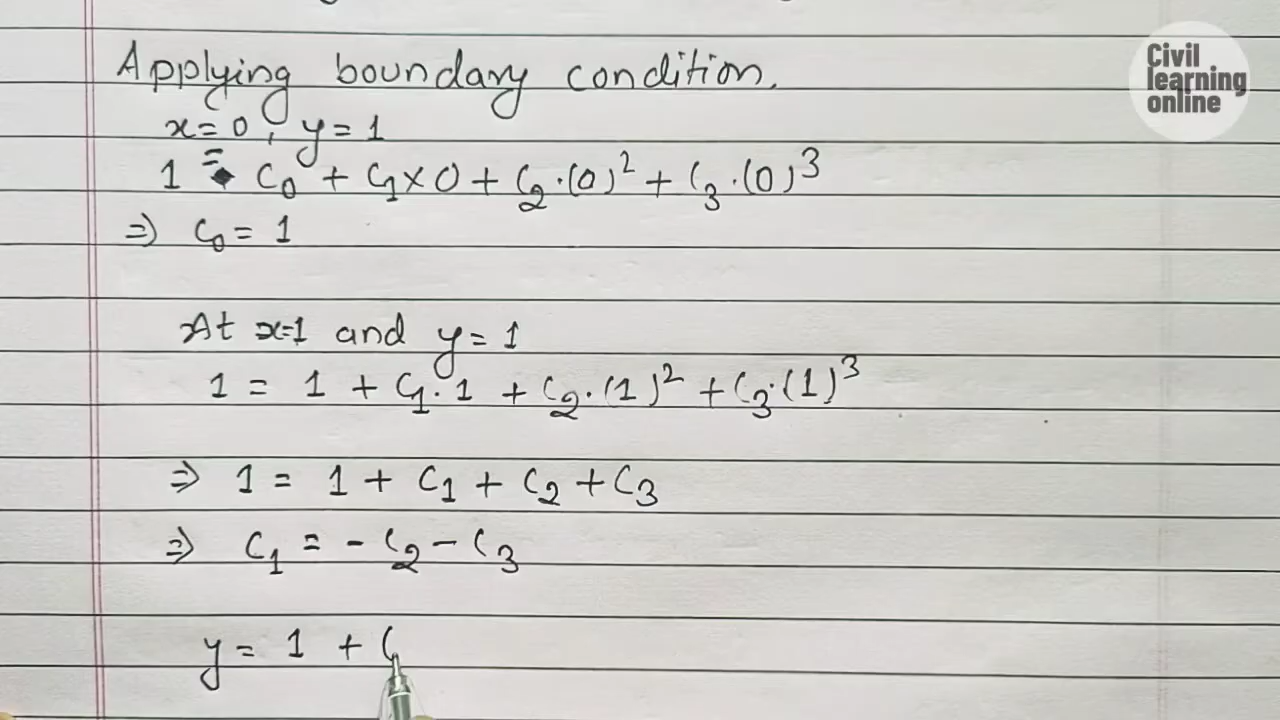 Applying boundary condition.
x=0, y=1
1 = C₀ + C₁×0 + C₂·(0)² + C₃·(0)³
⇒ C₀ = 1
At x=1 and y=1
1 = 1 + C₁·1 + C₂·(1)² + C₃·(1)³
⇒ 1 = 1 + C₁ + C₂ + C₃
⇒ C₁ = -C₂ - C₃
y = 1 + C
Civil
learning
online